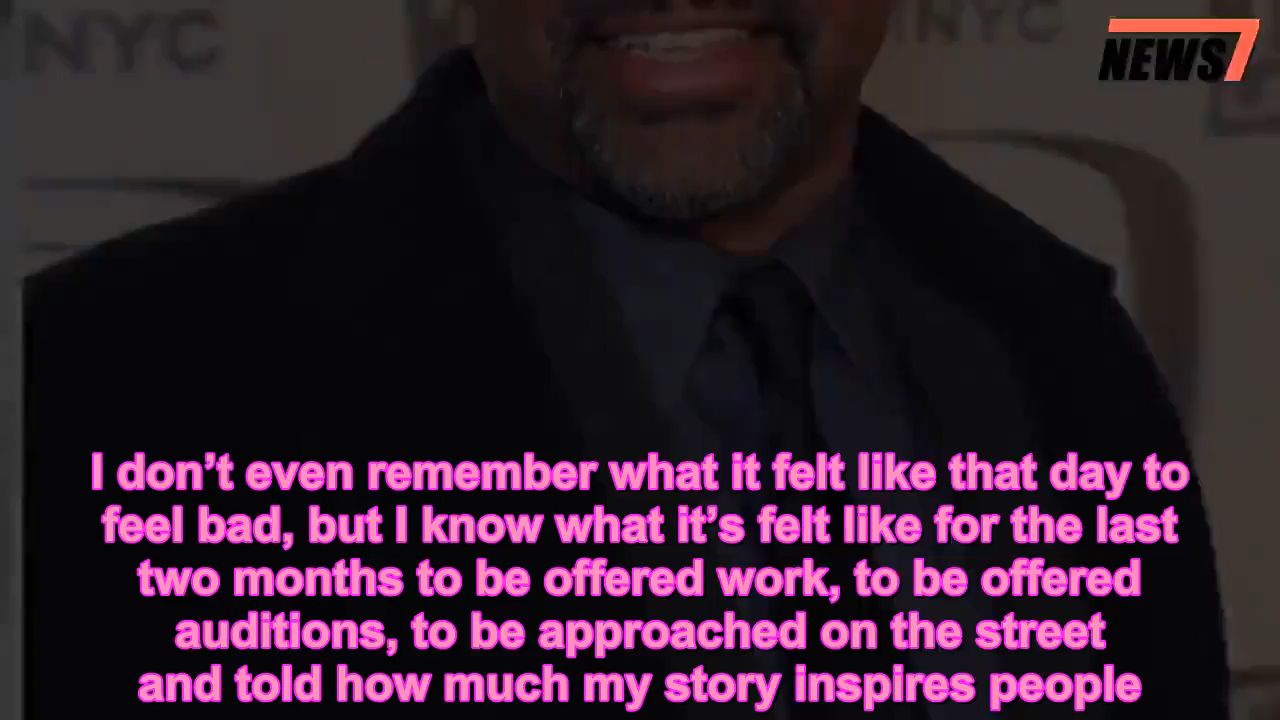 NYC
NYC
NEWS7
I don’t even remember what it felt like that day to
feel bad, but I know what it’s felt like for the last
two months to be offered work, to be offered
auditions, to be approached on the street
and told how much my story inspires people